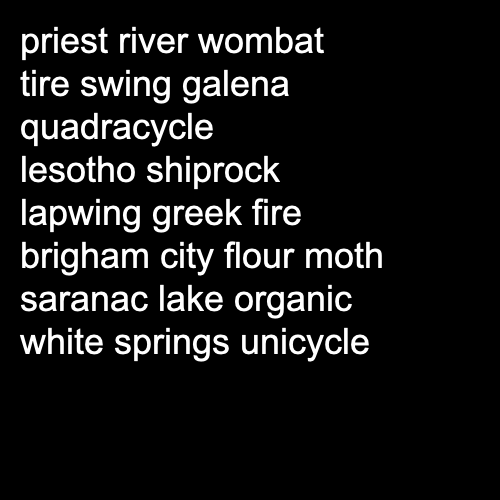 priest river wombat
tire swing galena
quadracycle
lesotho shiprock
lapwing greek fire
brigham city flour moth
saranac lake organic
white springs unicycle